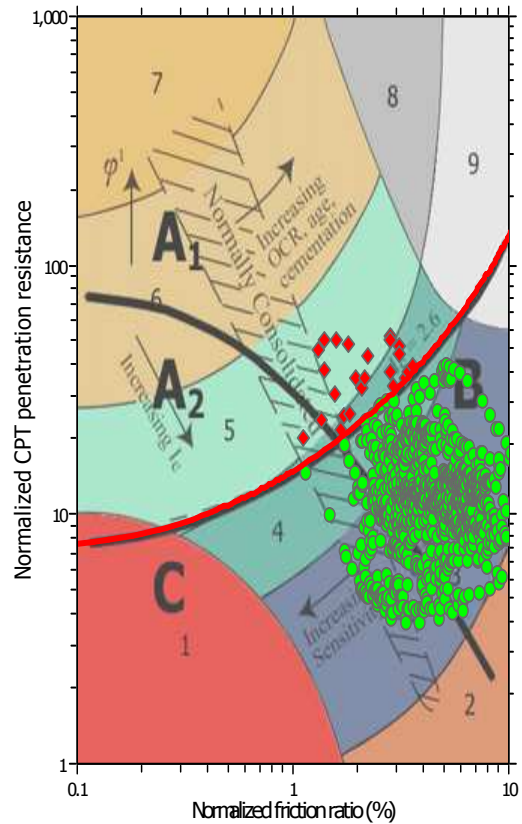 1,000
7
8
9
φ'
Increasing
OCR, age,
cementation
Normally Consolidated
A1
6
100
= 2.6
A2
Increasing Ic
5
B
10
4
3
C
1
Increasing
Sensitivity
2
1
0.1
1
10
Normalized CPT penetration resistance
Normalized friction ratio (%)